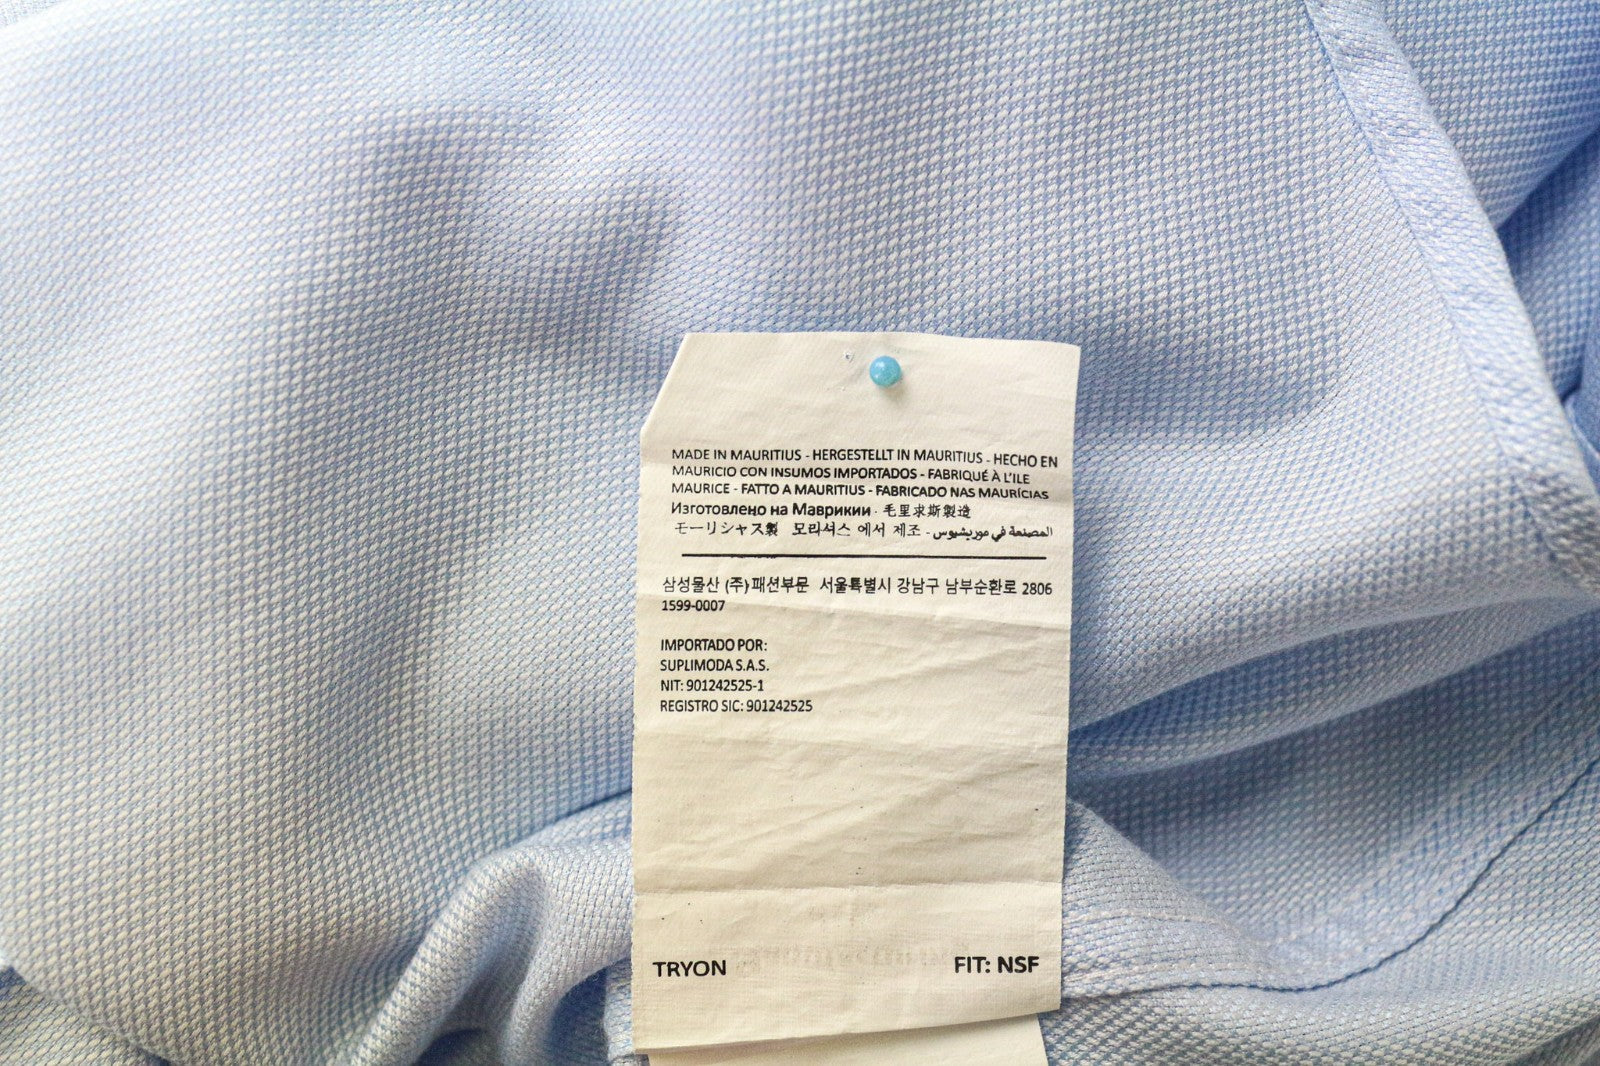 MADE IN MAURITIUS - HERGESTELLT IN MAURITIUS - HECHO EN
MAURICIO CON INSUMOS IMPORTADOS - FABRIQUÉ À L'ILE
MAURICE - FATTO A MAURITIUS - FABRICADO NAS MAURÍCIAS
Изготовлено на Маврикии - 毛里求斯製造
モーリシャス製 모리셔스 에서 제조 - المصنعة في موريشيوس
삼성물산 (주)패션부문 서울특별시 강남구 남부순환로 2806
1599-0007
IMPORTADO POR:
SUPLIMODA S.A.S.
NIT: 901242525-1
REGISTRO SIC: 901242525
TRYON FIT: NSF